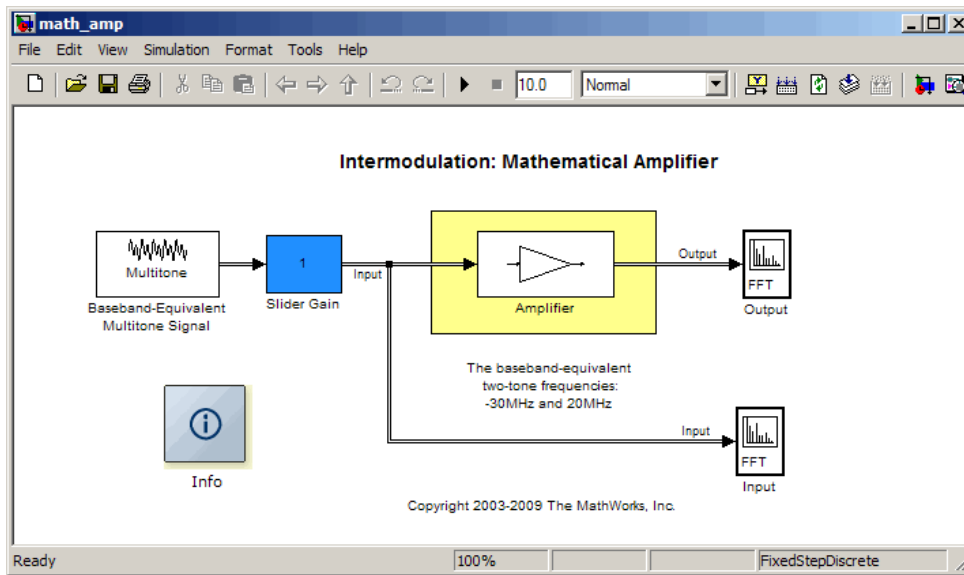 math_amp
File Edit View Simulation Format Tools Help
10.0 Normal
Intermodulation: Mathematical Amplifier
Multitone
Baseband-Equivalent
Multitone Signal
1
Slider Gain
Input
Amplifier
Output
FFT
Output
The baseband-equivalent
two-tone frequencies:
-30MHz and 20MHz
Input
FFT
Input
Info
Copyright 2003-2009 The MathWorks, Inc.
Ready 100% FixedStepDiscrete